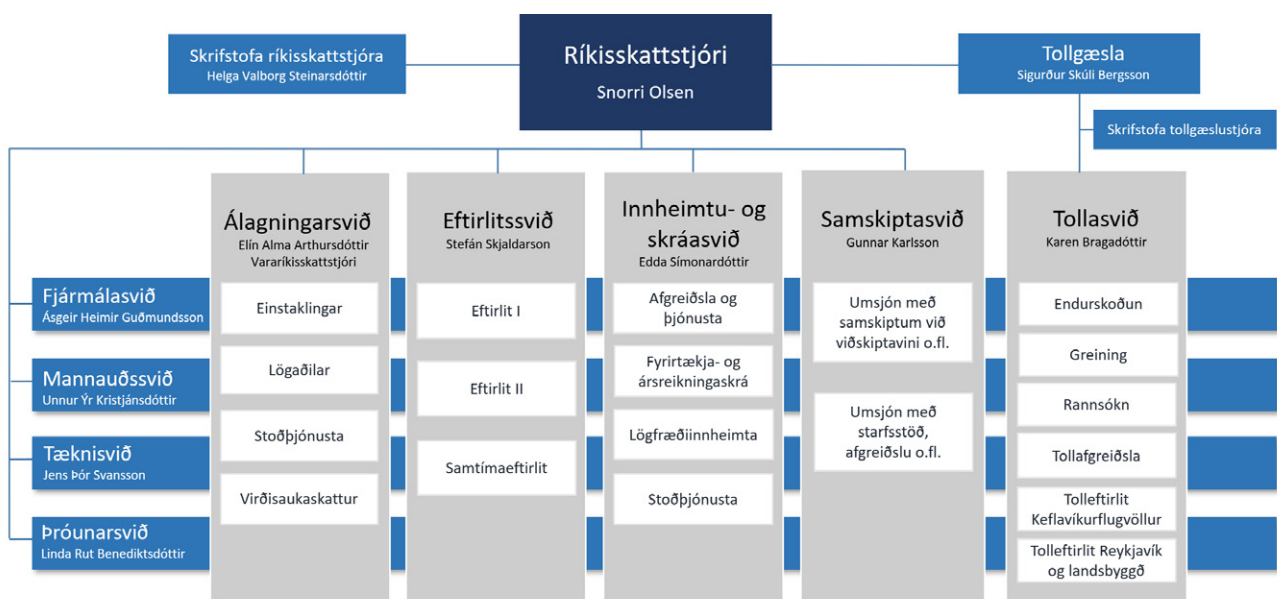 Skrifstofa ríkisskattstjóra
Helga Valborg Steinarsdóttir
Ríkisskattstjóri
Snorri Olsen
Tollgæsla
Sigurður Skúli Bergsson
Skrifstofa tollgæslustjóra
Álagningarsvið
Elín Alma Arthursdóttir
Vararíkisskattstjóri
Einstaklingar
Lögaðilar
Stoðþjónusta
Virðisaukaskattur
Eftirlitssvið
Stefán Skjaldarson
Eftirlit I
Eftirlit II
Samtímaeftirlit
Innheimtu- og
skráasvið
Edda Símonardóttir
Afgreiðsla og
þjónusta
Fyrirtækja- og
ársreikningaskrá
Lögfræðiinnheimta
Stoðþjónusta
Samskiptasvið
Gunnar Karlsson
Umsjón með
samskiptum við
viðskiptavini o.fl.
Umsjón með
starfsstöð,
afgreiðslu o.fl.
Tollasvið
Karen Bragadóttir
Endurskoðun
Greining
Rannsókn
Tollafgreiðsla
Tolleftirlit
Keflavíkurflugvöllur
Tolleftirlit Reykjavík
og landsbyggð
Fjármálasvið
Ásgeir Heimir Guðmundsson
Mannauðssvið
Unnur Ýr Kristjánsdóttir
Tæknisvið
Jens Þór Svansson
Þróunarsvið
Linda Rut Benediktsdóttir